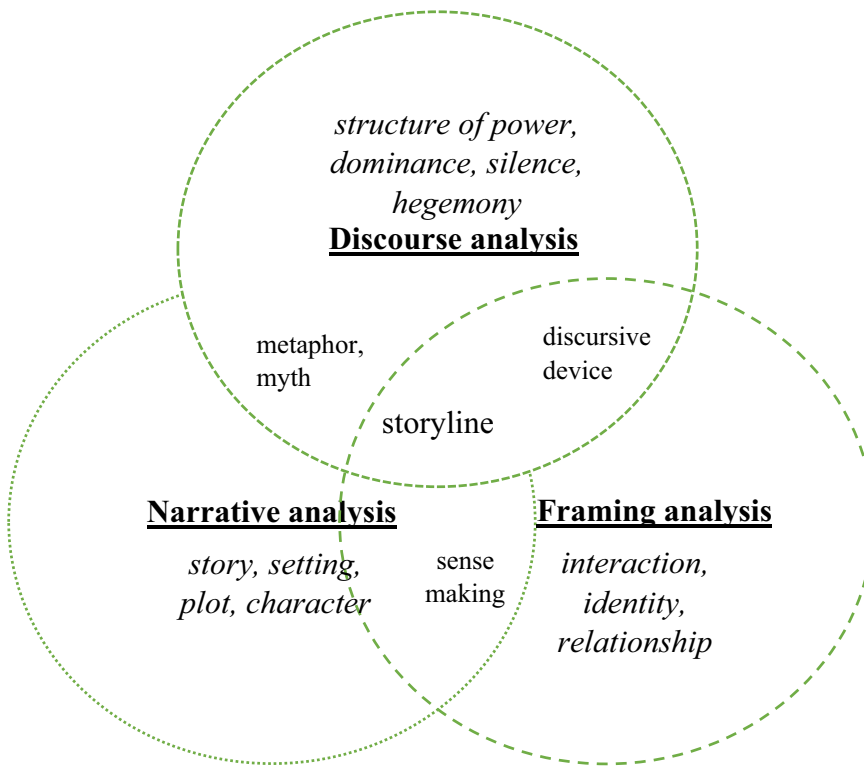 structure of power,
dominance, silence,
hegemony
Discourse analysis
metaphor,
myth
discursive
device
storyline
Narrative analysis
story, setting,
plot, character
sense
making
Framing analysis
interaction,
identity,
relationship